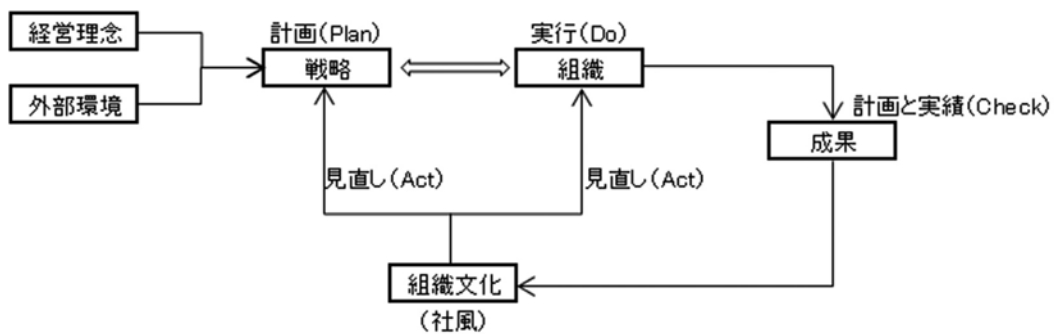 経営理念
計画(Plan)
実行(Do)
戦略
組織
外部環境
計画と実績(Check)
成果
見直し(Act)
見直し(Act)
組織文化
(社風)